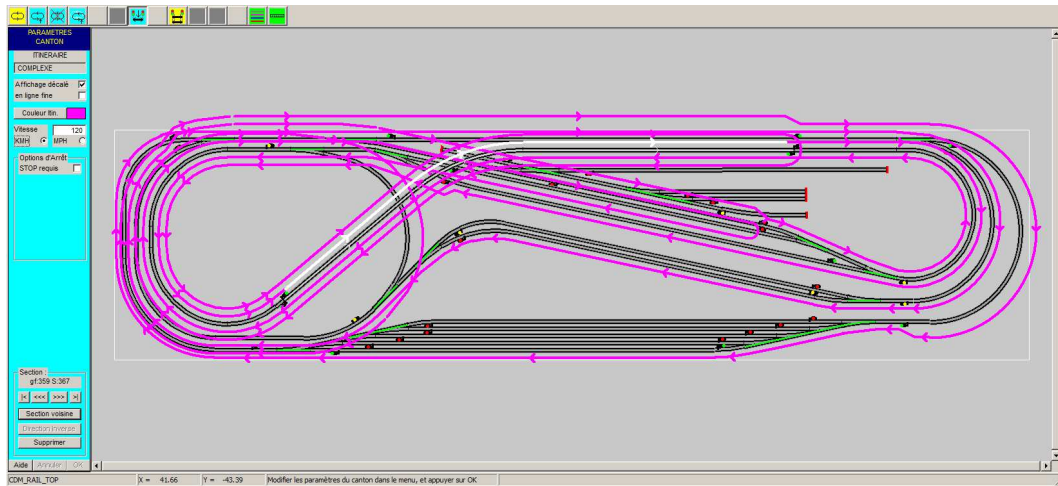 PARAMETRES
CANTON
ITINERAIRE
COMPLEXE
Affichage décalé
en ligne fine
Couleur Itin.
Vitesse 120
KMH MPH
Options d'Arrêt
STOP requis
Section :
gf:359 S:367
|< <<< >>> >|
Section voisine
Direction Inverse
Supprimer
Aide Annuler OK
CDM_RAIL_TOP X = 41.66 Y = -43.39 Modifier les paramètres du canton dans le menu, et appuyer sur OK